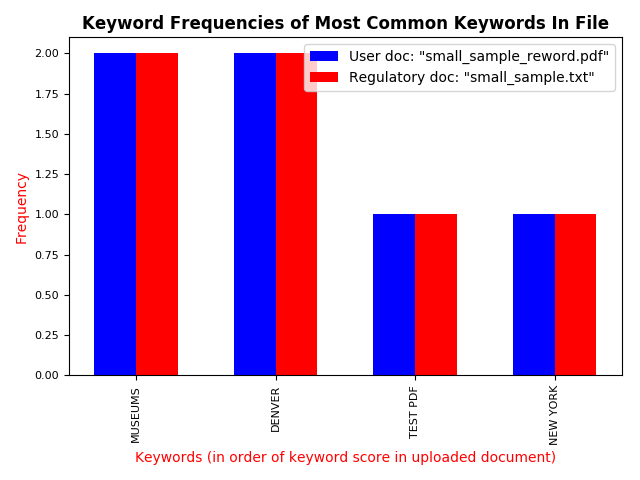 Keyword Frequencies of Most Common Keywords In File
User doc: "small_sample_reword.pdf"
Regulatory doc: "small_sample.txt"
Frequency
2.00
1.75
1.50
1.25
1.00
0.75
0.50
0.25
0.00
MUSEUMS
DENVER
TEST PDF
NEW YORK
Keywords (in order of keyword score in uploaded document)